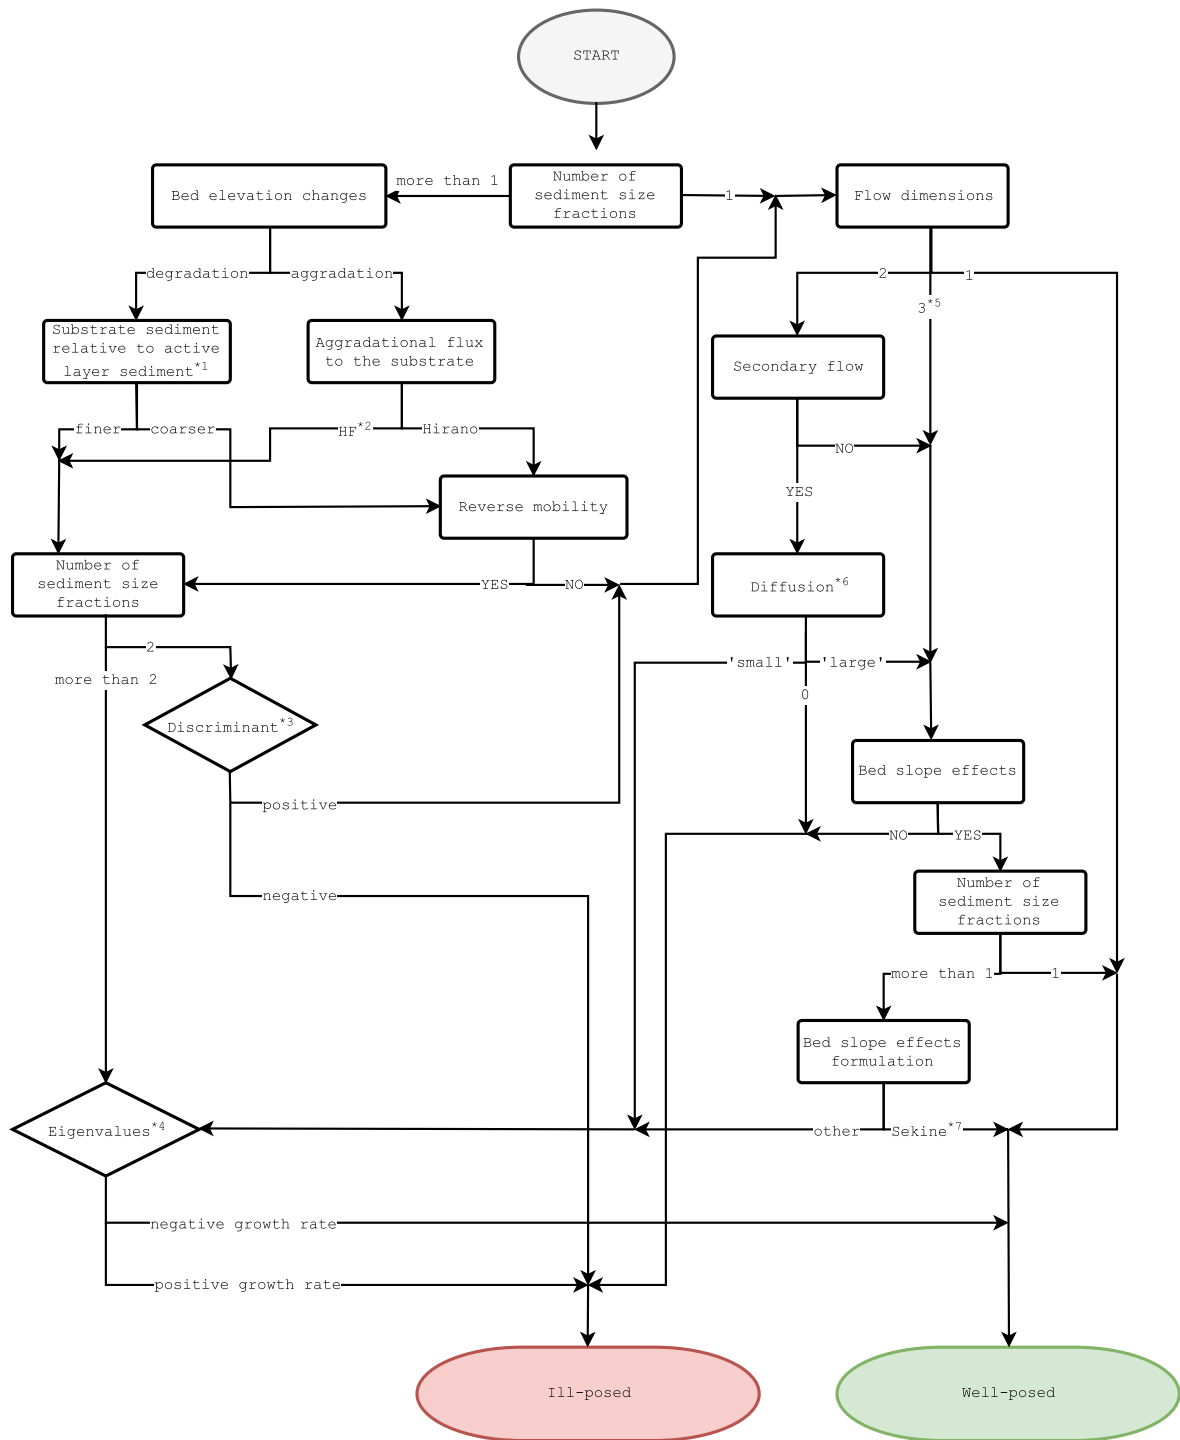 START
Number of
sediment size
fractions
more than 1
1
Bed elevation changes
Flow dimensions
degradation
aggradation
2
3*5
1
Substrate sediment
relative to active
layer sediment*1
Aggradational flux
to the substrate
Secondary flow
finer
coarser
HF*2
Hirano
NO
YES
Reverse mobility
Number of
sediment size
fractions
YES
NO
Diffusion*6
2
more than 2
'small'
'large'
0
Discriminant*3
Bed slope effects
positive
NO
YES
negative
Number of
sediment size
fractions
more than 1
1
Bed slope effects
formulation
Eigenvalues*4
other
Sekine*7
negative growth rate
positive growth rate
Ill-posed
Well-posed